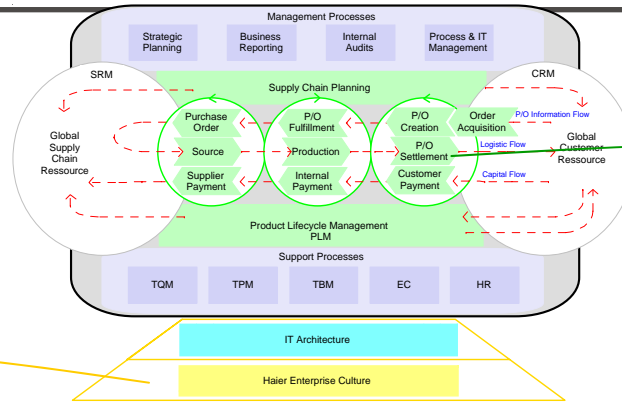 Management Processes
Strategic
Planning
Business
Reporting
Internal
Audits
Process & IT
Management
SRM
CRM
Supply Chain Planning
Purchase
Order
P/O
Fulfillment
P/O
Creation
Order
Acquisition
P/O Information Flow
Global
Supply
Chain
Ressource
Source
Production
P/O
Settlement
Logistic Flow
Global
Customer
Ressource
Supplier
Payment
Internal
Payment
Customer
Payment
Capital Flow
Product Lifecycle Management
PLM
Support Processes
TQM
TPM
TBM
EC
HR
IT Architecture
Haier Enterprise Culture